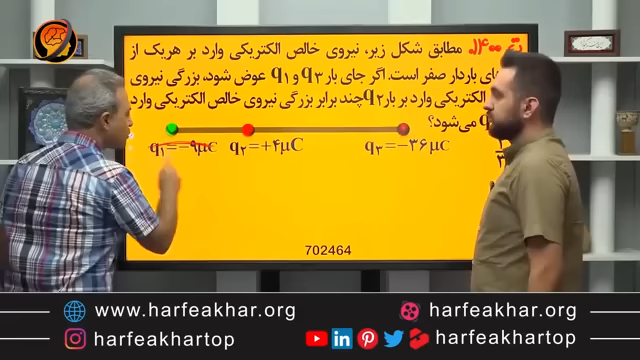 تیر ۱۴۰۰. مطابق شکل زیر، نیروی خالص الکتریکی وارد بر هریک از
های باردار صفر است. اگر جای بار q۳ و q۱ عوض شود، بزرگی نیروی
الکتریکی وارد بر بار q۲ چند برابر بزرگی نیروی خالص الکتریکی وارد
می‌شود؟
q۱=−۹μC q۲=+۴μC q۳=−۳۶μC
702464
www.harfeakhar.org harfeakhar.org
harfeakhartop harfeakhartop